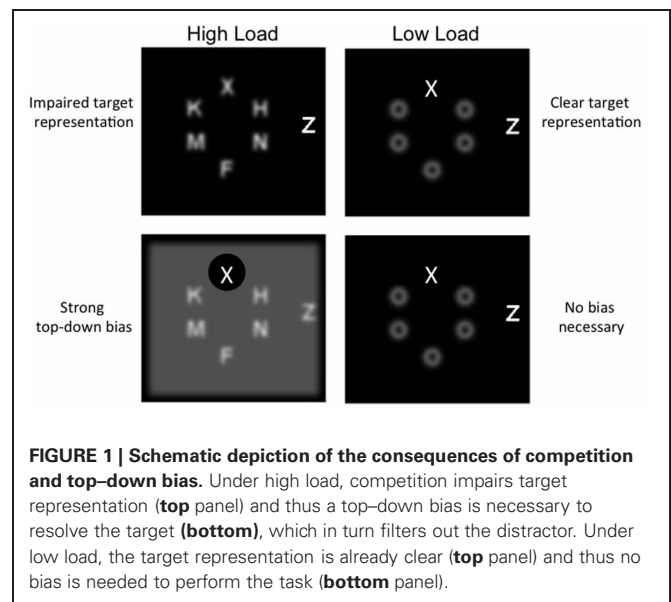 High Load Low Load
Impaired target
representation
X
K H
M N
F
Z
X
O O
O O
O
Z
Clear target
representation
Strong
top-down bias
X
K H
M N
F
Z
X
O O
O O
O
Z
No bias
necessary
FIGURE 1 | Schematic depiction of the consequences of competition
and top–down bias. Under high load, competition impairs target
representation (top panel) and thus a top–down bias is necessary to
resolve the target (bottom), which in turn filters out the distractor. Under
low load, the target representation is already clear (top panel) and thus no
bias is needed to perform the task (bottom panel).